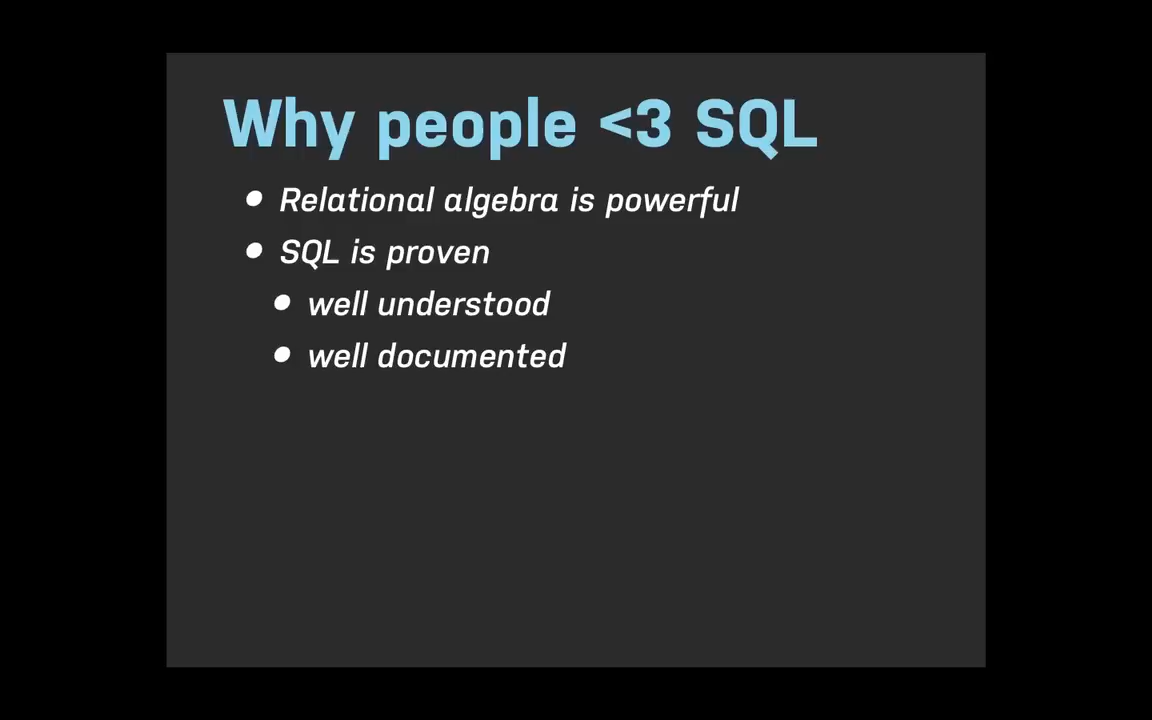 Why people <3 SQL
• Relational algebra is powerful
• SQL is proven
• well understood
• well documented